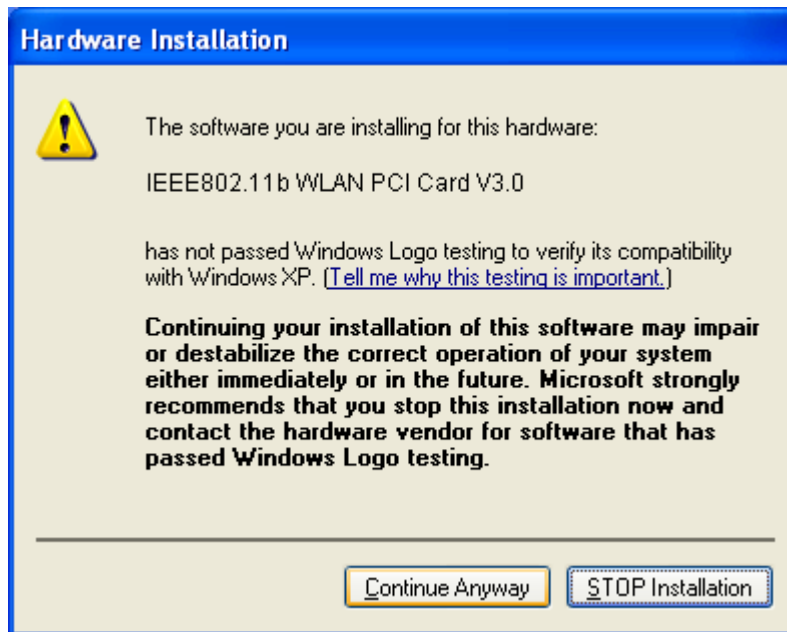 Hardware Installation
The software you are installing for this hardware:
IEEE802.11b WLAN PCI Card V3.0
has not passed Windows Logo testing to verify its compatibility
with Windows XP. (Tell me why this testing is important.)
Continuing your installation of this software may impair
or destabilize the correct operation of your system
either immediately or in the future. Microsoft strongly
recommends that you stop this installation now and
contact the hardware vendor for software that has
passed Windows Logo testing.
Continue Anyway STOP Installation